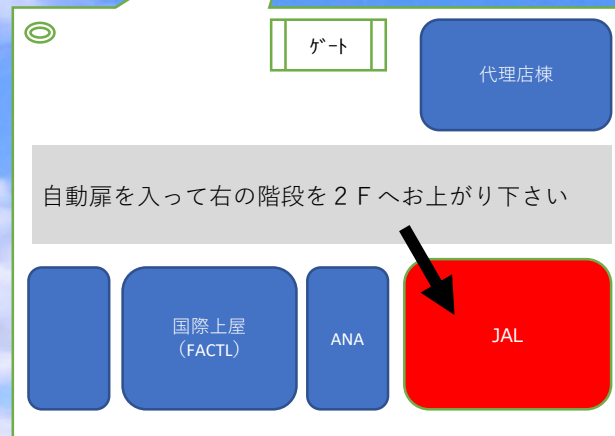 ｹﾞｰﾄ
代理店棟
自動扉を入って右の階段を２Ｆへお上がり下さい
国際上屋
（FACTL）
ANA
JAL